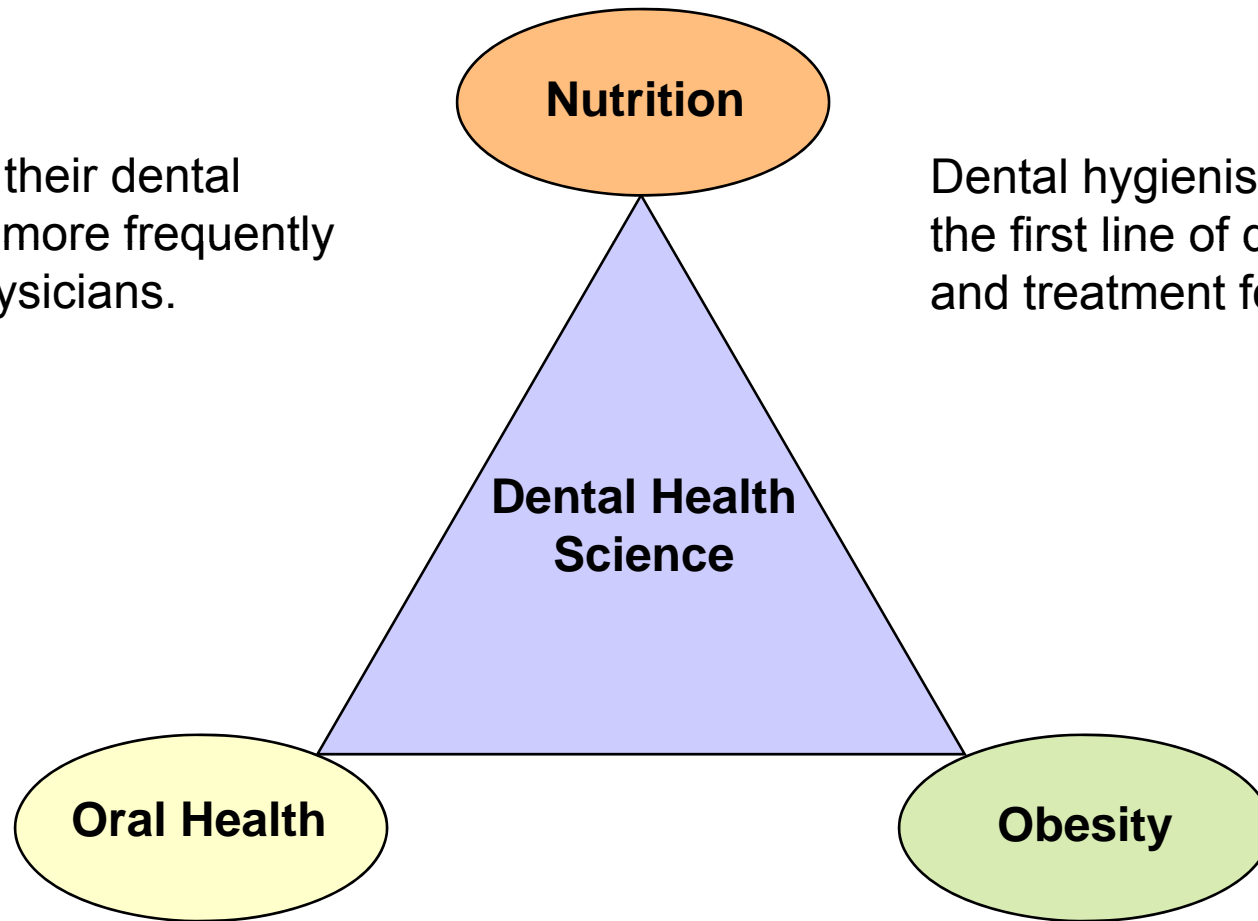 Nutrition
their dental
more frequently
ysicians.
Dental hygienis
the first line of
and treatment
Dental Health
Science
Oral Health
Obesity